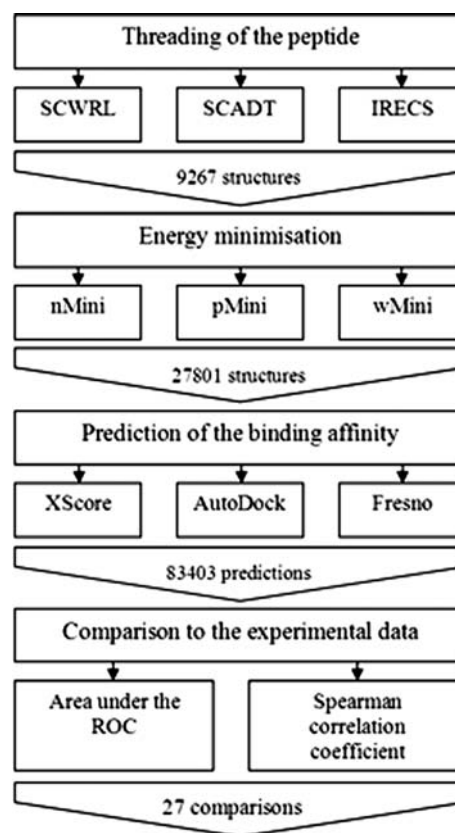 Threading of the peptide
SCWRL
SCADT
IRECS
9267 structures
Energy minimisation
nMini
pMini
wMini
27801 structures
Prediction of the binding affinity
XScore
AutoDock
Fresno
83403 predictions
Comparison to the experimental data
Area under the
ROC
Spearman
correlation
coefficient
27 comparisons